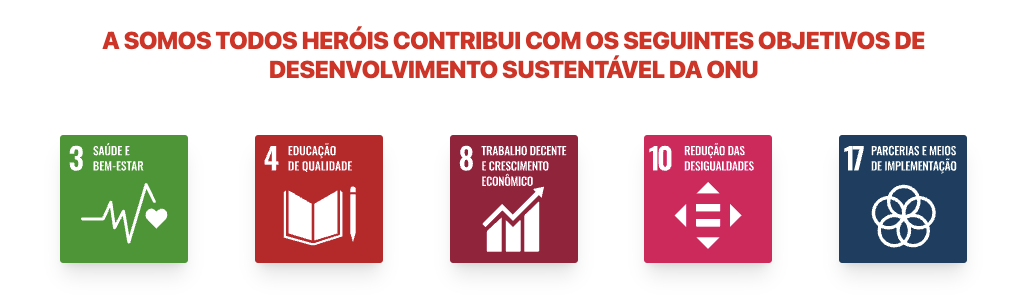 A SOMOS TODOS HERÓIS CONTRIBUI COM OS SEGUINTES OBJETIVOS DE
DESENVOLVIMENTO SUSTENTÁVEL DA ONU
3 SAÚDE E
BEM-ESTAR
4 EDUCAÇÃO
DE QUALIDADE
8 TRABALHO DECENTE
E CRESCIMENTO
ECONÔMICO
10 REDUÇÃO DAS
DESIGUALDADES
17 PARCERIAS E MEIOS
DE IMPLEMENTAÇÃO